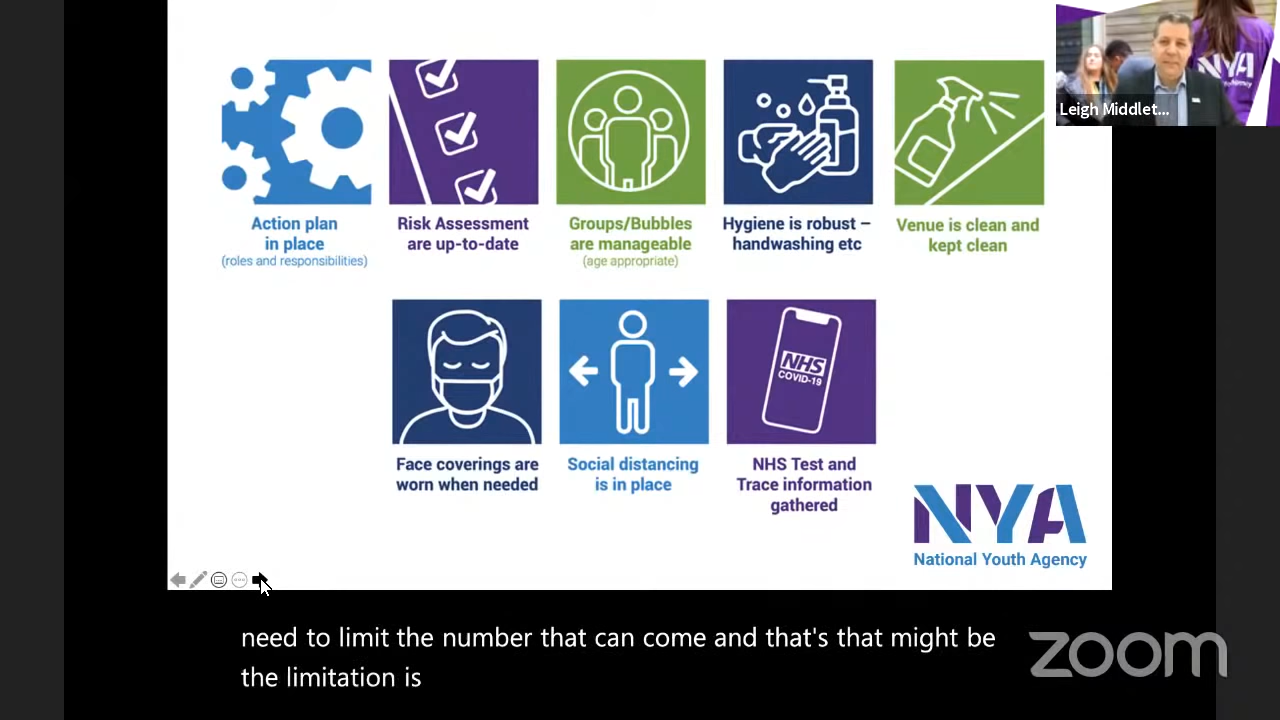 NYA
Leigh Middlet...
Action plan
in place
(roles and responsibilities)
Risk Assessment
are up-to-date
Groups/Bubbles
are manageable
(age appropriate)
Hygiene is robust –
handwashing etc
Venue is clean and
kept clean
NHS
COVID-19
Face coverings are
worn when needed
Social distancing
is in place
NHS Test and
Trace information
gathered
NYA
National Youth Agency
need to limit the number that can come and that's that might be
the limitation is
zoom